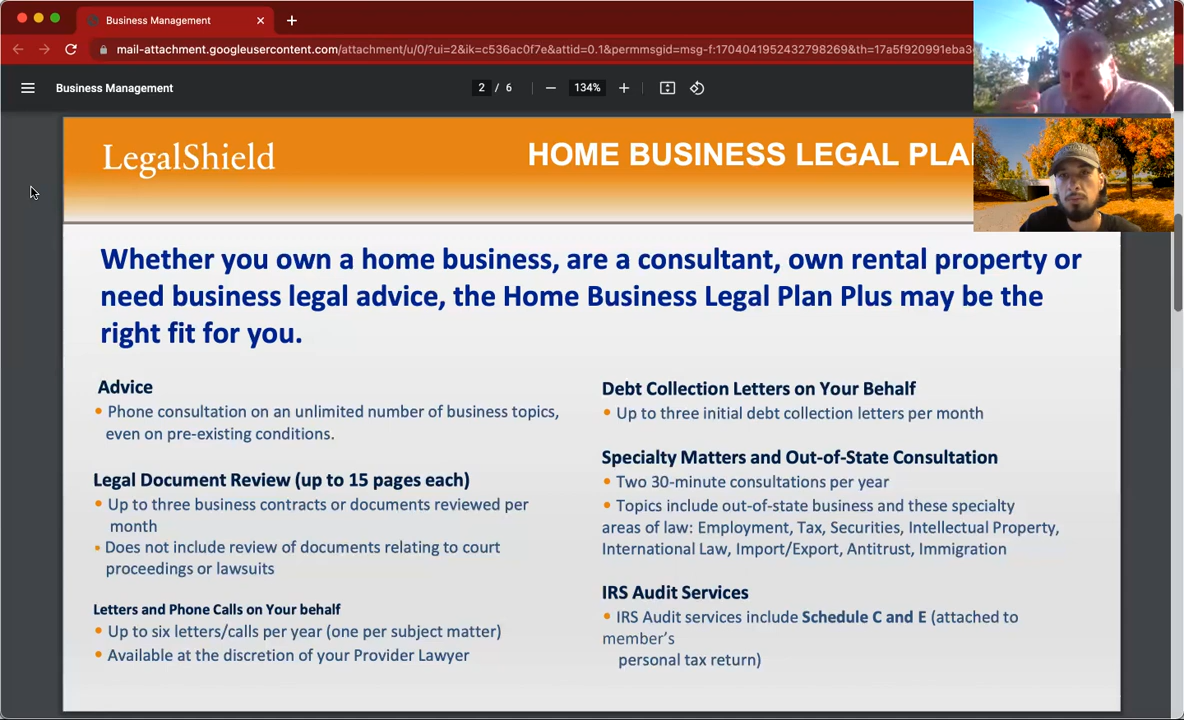 Business Management
mail-attachment.googleusercontent.com/attachment/u/0/?ui=2&ik=c536ac0f7e&attid=0.1&permmsgid=msg-f:1704041952432798269&th=17a5f920991eba3
Business Management
2 / 6
134%
LegalShield
HOME BUSINESS LEGAL PLA
Whether you own a home business, are a consultant, own rental property or
need business legal advice, the Home Business Legal Plan Plus may be the
right fit for you.
Advice
• Phone consultation on an unlimited number of business topics,
even on pre-existing conditions.
Legal Document Review (up to 15 pages each)
• Up to three business contracts or documents reviewed per
month
• Does not include review of documents relating to court
proceedings or lawsuits
Letters and Phone Calls on Your behalf
• Up to six letters/calls per year (one per subject matter)
• Available at the discretion of your Provider Lawyer
Debt Collection Letters on Your Behalf
• Up to three initial debt collection letters per month
Specialty Matters and Out-of-State Consultation
• Two 30-minute consultations per year
• Topics include out-of-state business and these specialty
areas of law: Employment, Tax, Securities, Intellectual Property,
International Law, Import/Export, Antitrust, Immigration
IRS Audit Services
• IRS Audit services include Schedule C and E (attached to
member’s
personal tax return)